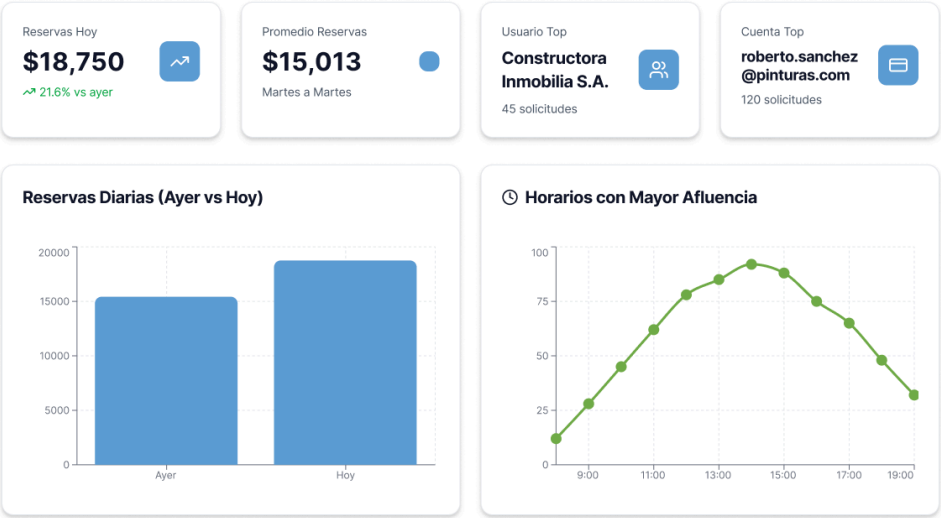 Reservas Hoy
$18,750
21.6% vs ayer
Promedio Reservas
$15,013
Martes a Martes
Usuario Top
Constructora
Inmobilia S.A.
45 solicitudes
Cuenta Top
roberto.sanchez
@pinturas.com
120 solicitudes
Reservas Diarias (Ayer vs Hoy)
20000
15000
10000
5000
0
Ayer
Hoy
Horarios con Mayor Afluencia
100
75
50
25
0
9:00
11:00
13:00
15:00
17:00
19:00